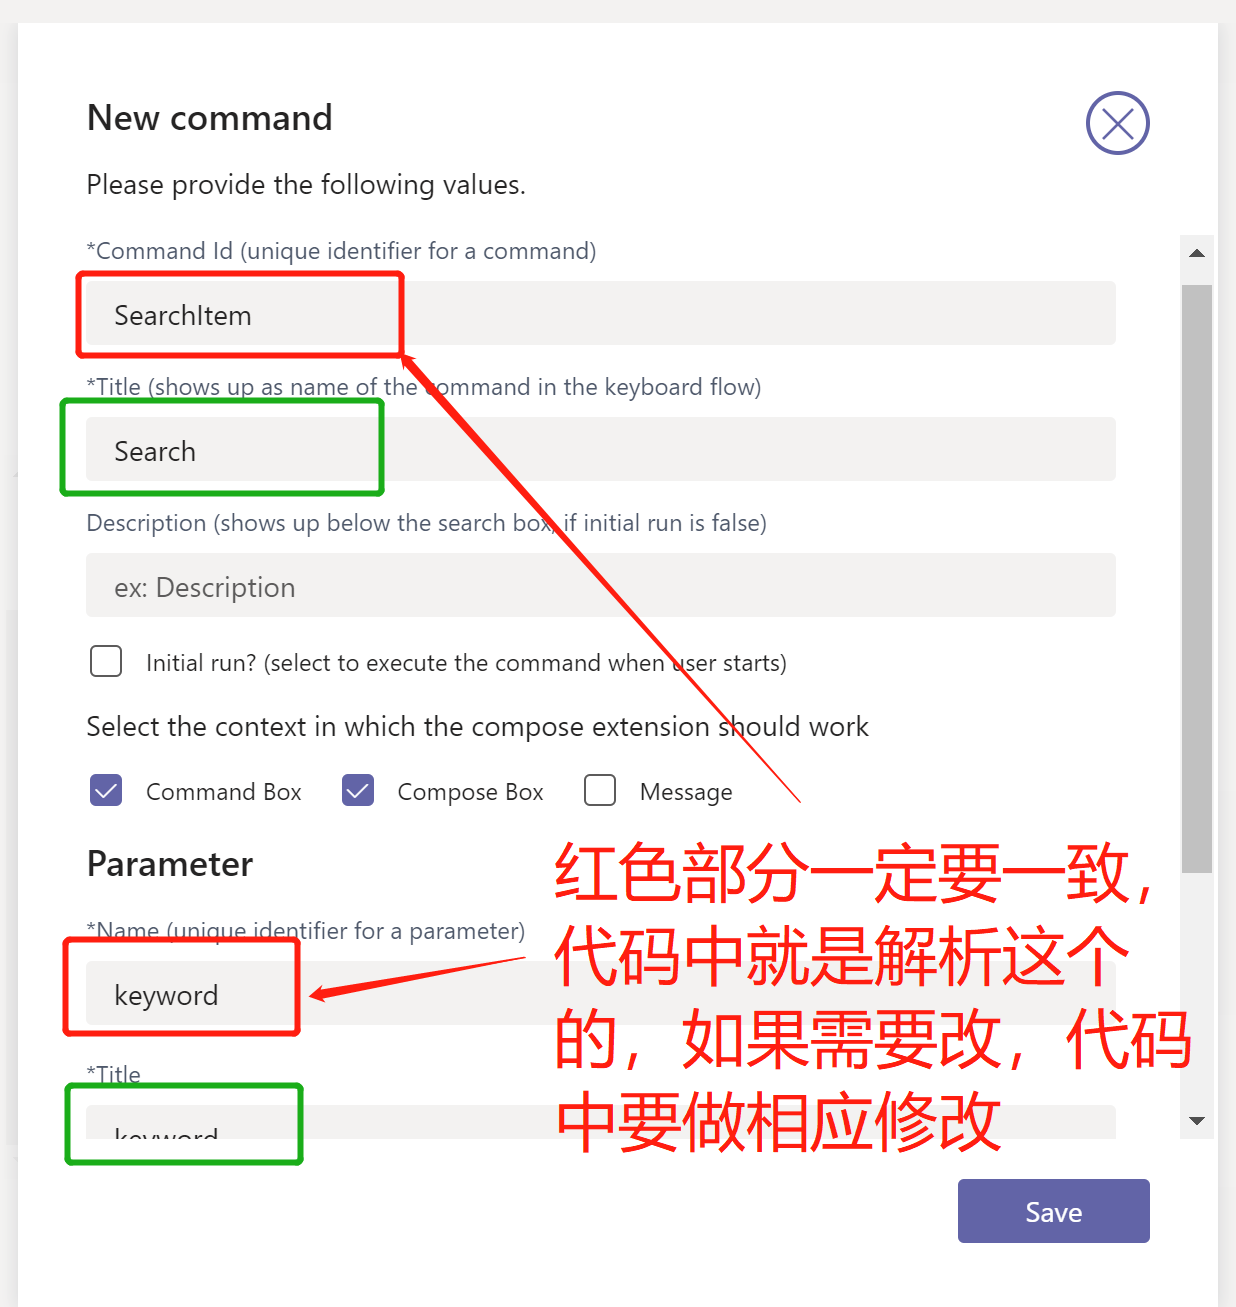 New command
Please provide the following values.
*Command Id (unique identifier for a command)
SearchItem
*Title (shows up as name of the command in the keyboard flow)
Search
Description (shows up below the search box, if initial run is false)
ex: Description
Initial run? (select to execute the command when user starts)
Select the context in which the compose extension should work
Command Box
Compose Box
Message
Parameter
*Name (unique identifier for a parameter)
keyword
*Title
keyword
红色部分一定要一致，
代码中就是解析这个
的，如果需要改，代码
中要做相应修改
Save